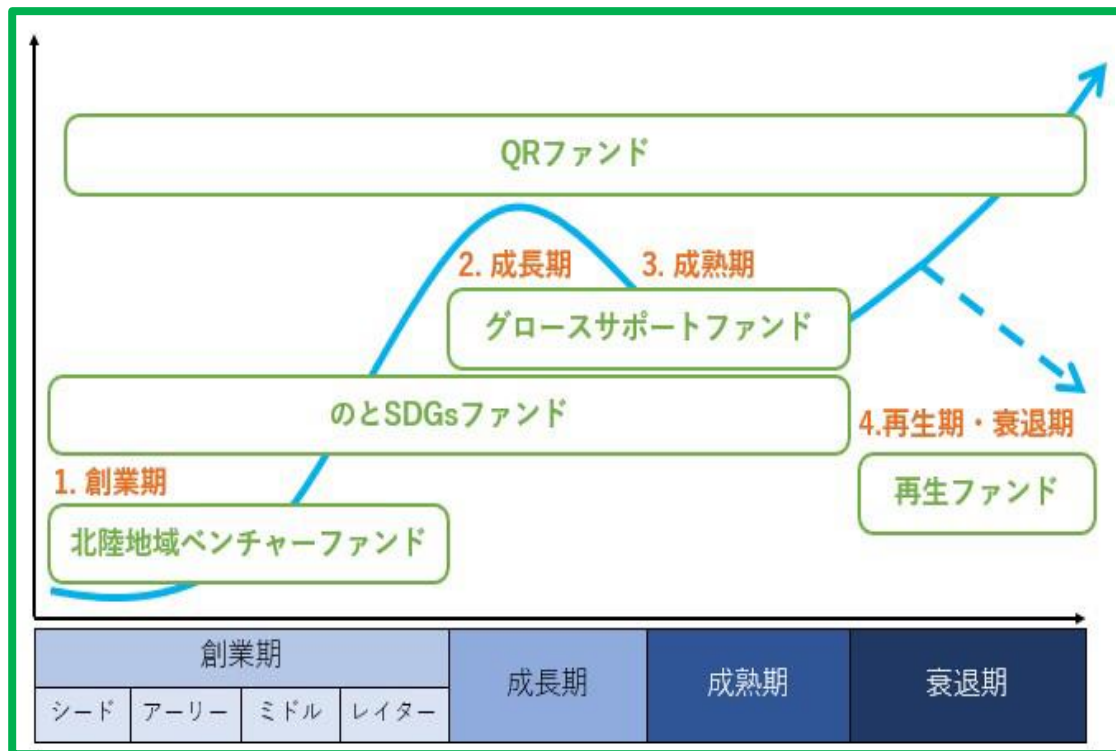 QRファンド
2. 成長期
3. 成熟期
グロースサポートファンド
のとSDGsファンド
4.再生期・衰退期
1. 創業期
再生ファンド
北陸地域ベンチャーファンド
創業期
成長期
成熟期
衰退期
シード
アーリー
ミドル
レイター